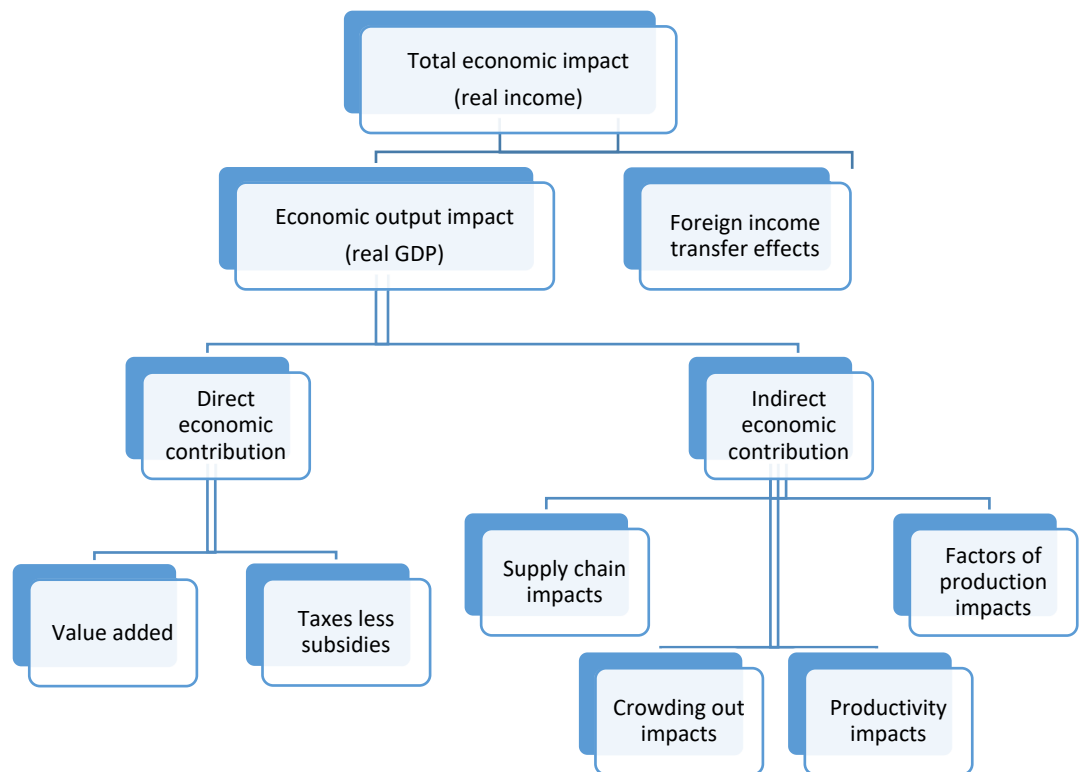 Total economic impact
(real income)
Economic output impact
(real GDP)
Foreign income
transfer effects
Direct
economic
contribution
Indirect
economic
contribution
Value added
Taxes less
subsidies
Supply chain
impacts
Factors of
production
impacts
Crowding out
impacts
Productivity
impacts